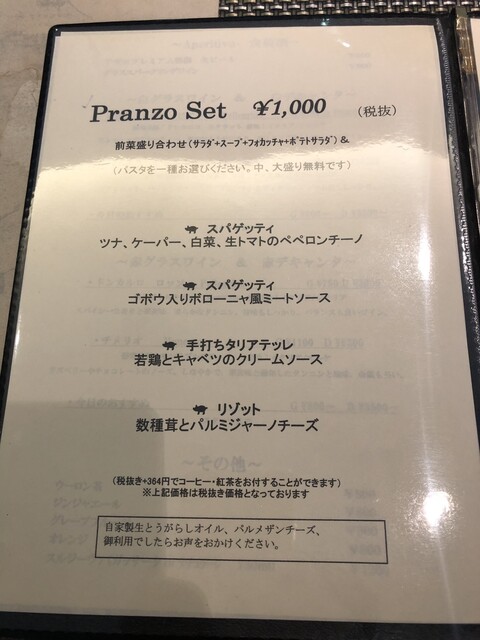 Pranzo Set ¥1,000 (税抜)
前菜盛り合わせ(ｻﾗﾀﾞ+ｽｰﾌﾟ+ﾌｫｶｯﾁｬ+ﾎﾟﾃﾄｻﾗﾀﾞ) &
(パスタを一種お選びください。中、大盛り無料です)
スパゲッティ
ツナ、ケーパー、白菜、生トマトのペペロンチーノ
スパゲッティ
ゴボウ入りボローニャ風ミートソース
手打ちタリアテッレ
若鶏とキャベツのクリームソース
リゾット
数種茸とパルミジャーノチーズ
～その他～
(税抜き+364円でコーヒー・紅茶をお付することができます)
※上記価格は税抜き価格となっております
自家製生とうがらしオイル、パルメザンチーズ、
御利用でしたらお声をおかけください。